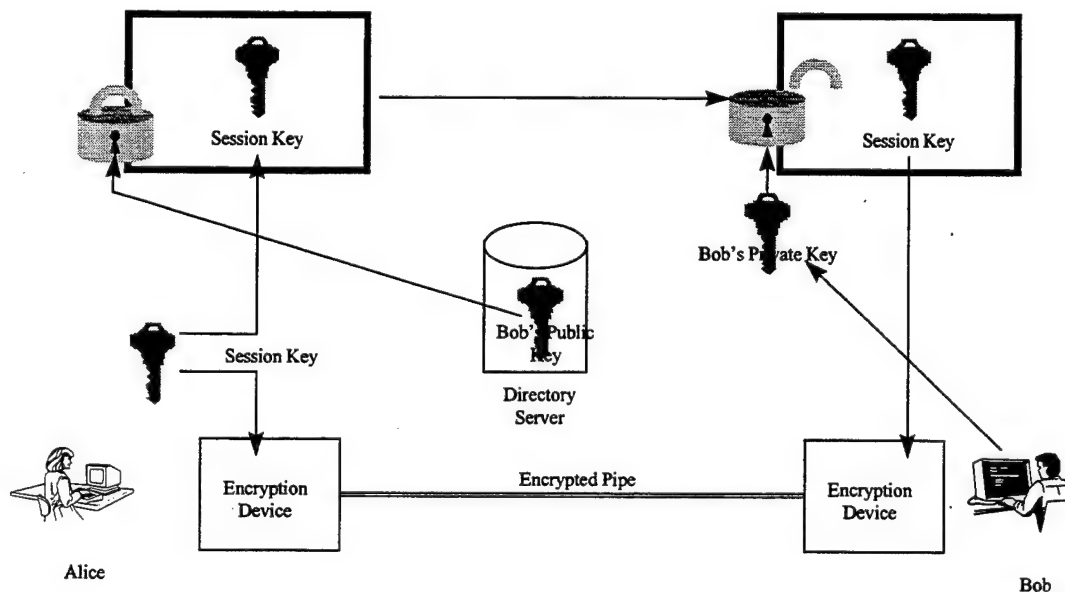 Session Key
Session Key
Bob's Private Key
Bob's Public
Key
Session Key
Directory
Server
Encrypted Pipe
Encryption
Device
Encryption
Device
Alice
Bob